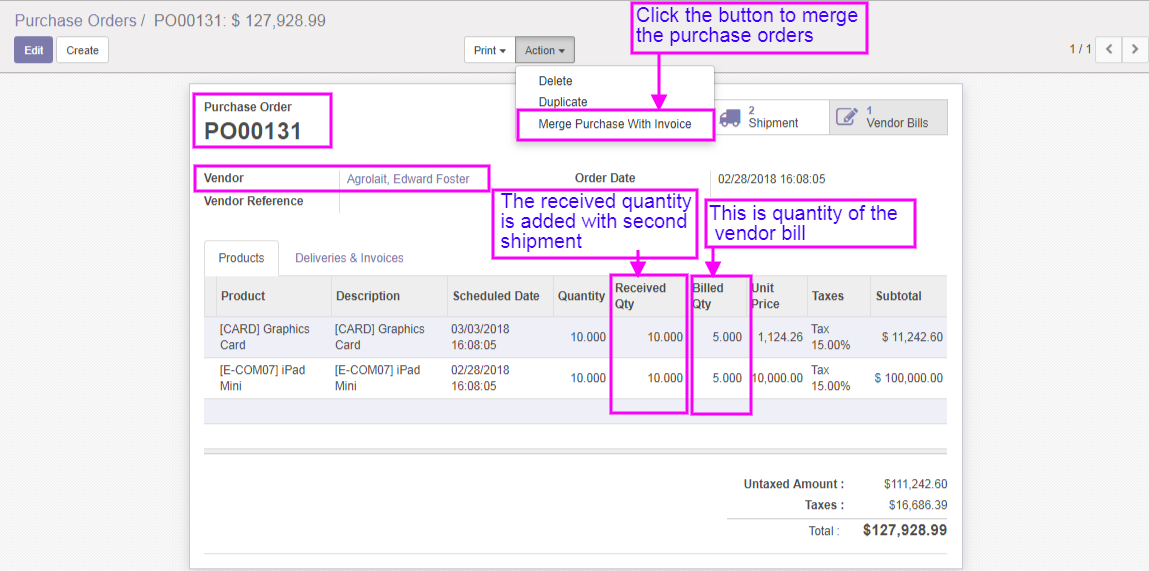 Purchase Orders / PO00131: $ 127,928.99
Click the button to merge
the purchase orders
Edit Create Print Action 1 / 1
Delete
Duplicate
Merge Purchase With Invoice
2
Shipment
1
Vendor Bills
Purchase Order
PO00131
Vendor Agrolait, Edward Foster Order Date 02/28/2018 16:08:05
Vendor Reference
The received quantity
is added with second
shipment
This is quantity of the
vendor bill
Products Deliveries & Invoices
Product Description Scheduled Date Quantity Received Billed Unit Taxes Subtotal
Qty Qty Price
[CARD] Graphics [CARD] Graphics 03/03/2018 10.000 10.000 5.000 1,124.26 Tax $ 11,242.60
Card Card 16:08:05 15.00%
[E-COM07] iPad [E-COM07] iPad 02/28/2018 10.000 10.000 5.000 10,000.00 Tax $ 100,000.00
Mini Mini 16:08:05 15.00%
Untaxed Amount : $111,242.60
Taxes : $16,686.39
Total : $127,928.99